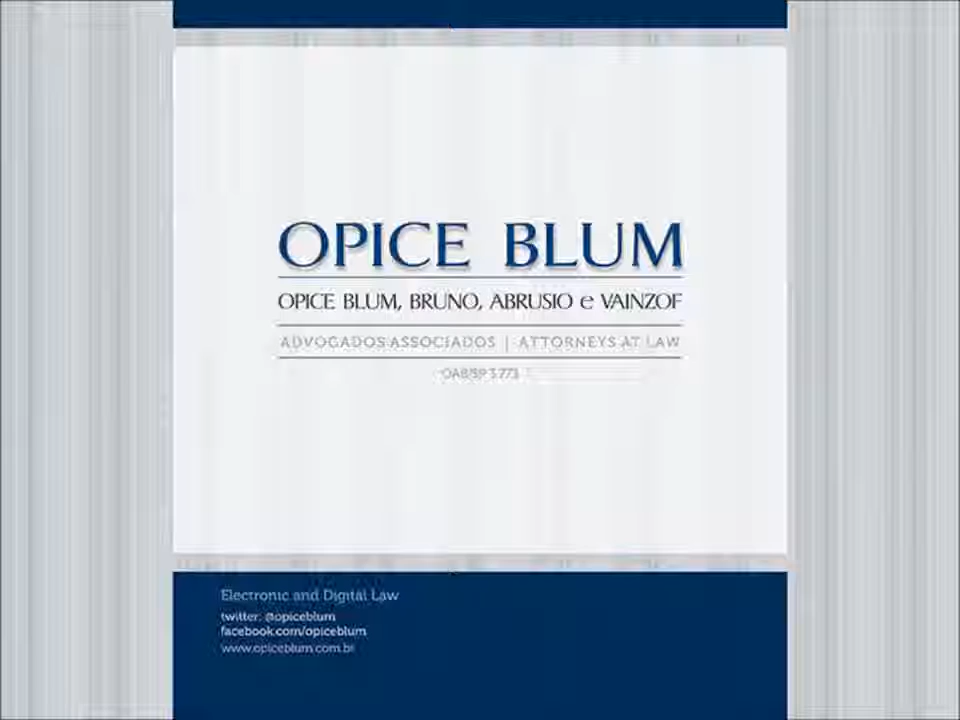 OPICE BLUM
OPICE BLUM, BRUNO, ABRUSIO e VAINZOF
ADVOGADOS ASSOCIADOS | ATTORNEYS AT LAW
OAB/SP 3.773
Electronic and Digital Law
twitter: @opiceblum
facebook.com/opiceblum
www.opiceblum.com.br